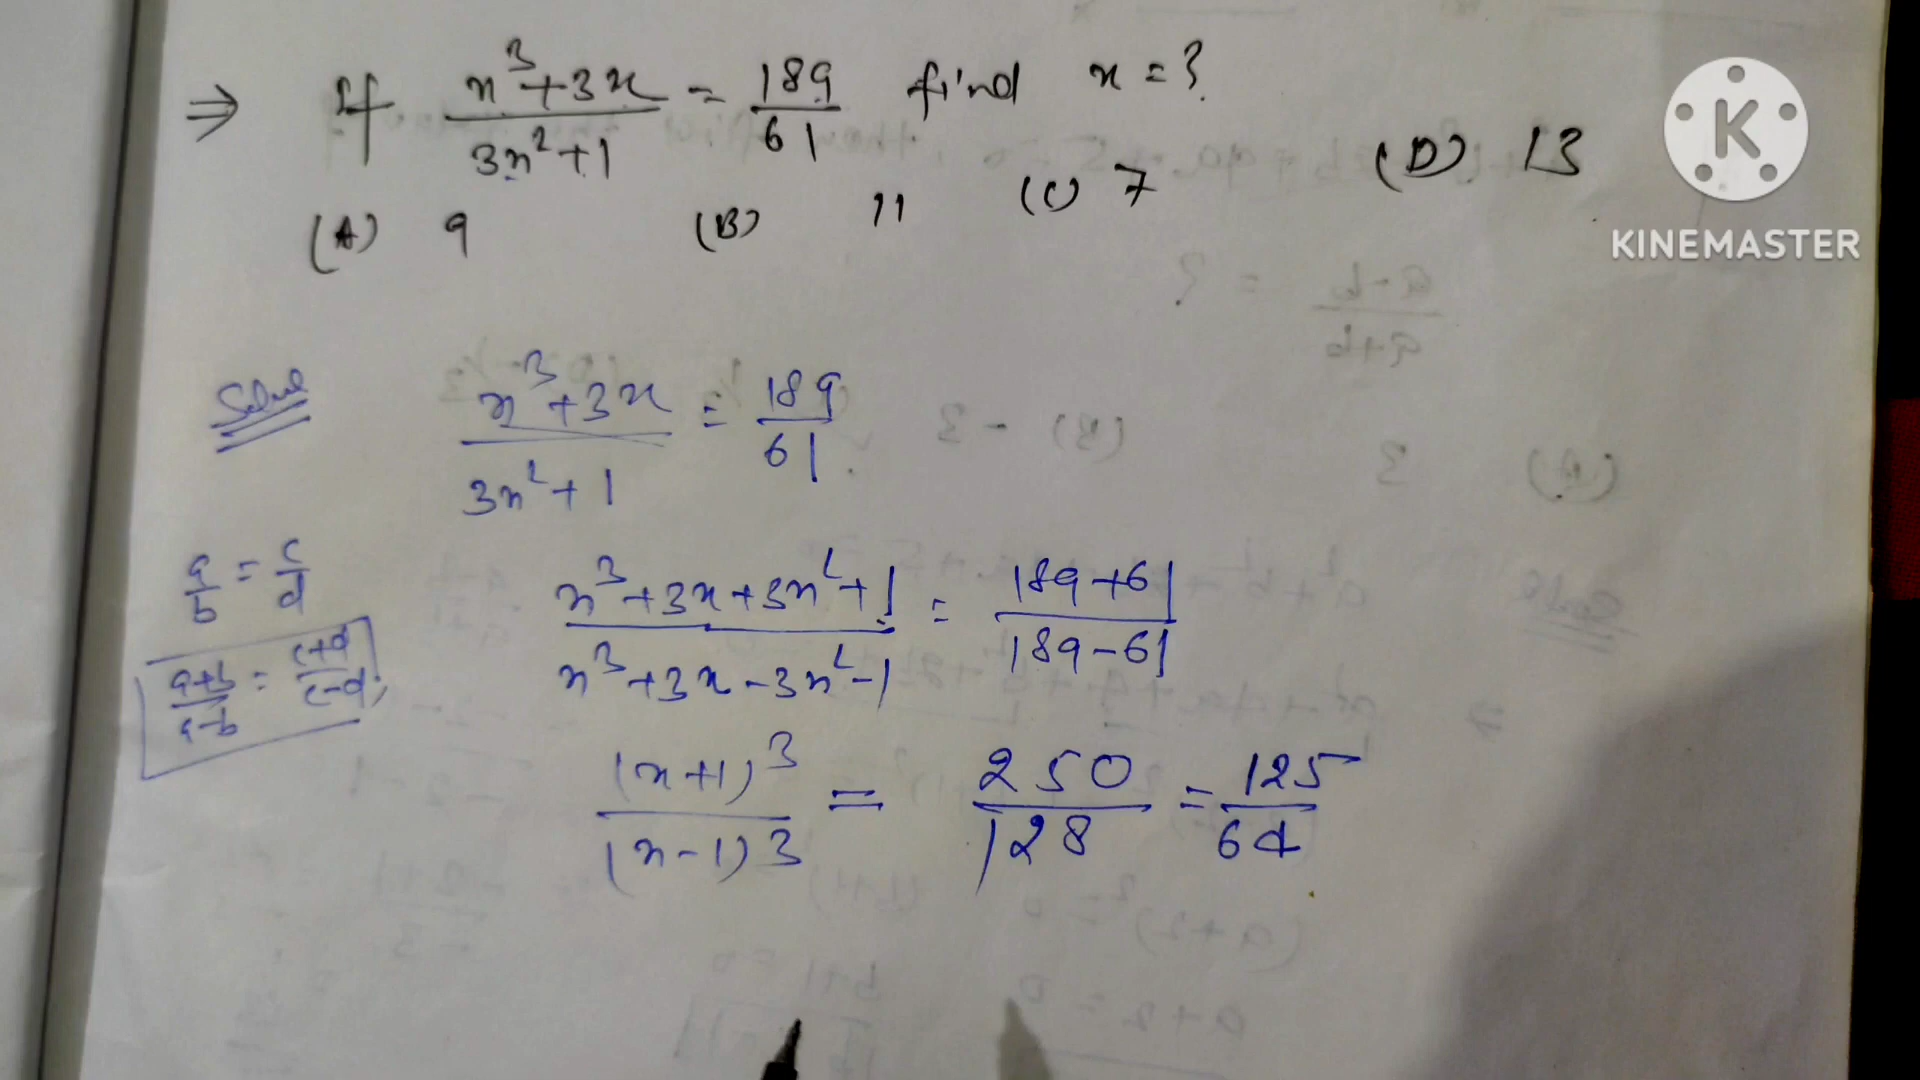 ⇒ If x³+3x/3x²+1 = 189/61 find x = ?
(A) 9 (B) 11 (C) 7 (D) 13
K
KINEMASTER
Solve x³+3x/3x²+1 = 189/61
a/b = c/d
x³+3x+3x²+1/x³+3x-3x²-1 = 189+61/189-61
a+b/a-b = c+d/c-d
(x+1)³/(x-1)3 = 250/128 = 125/64